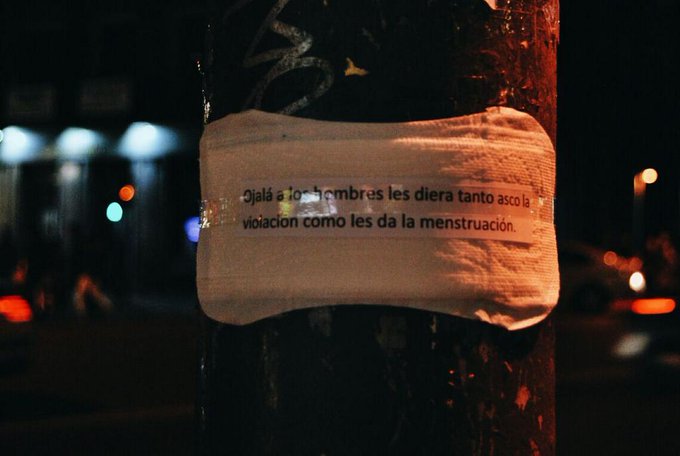 Ojalá a los hombres les diera tanto asco la
violacion como les da la menstruación.